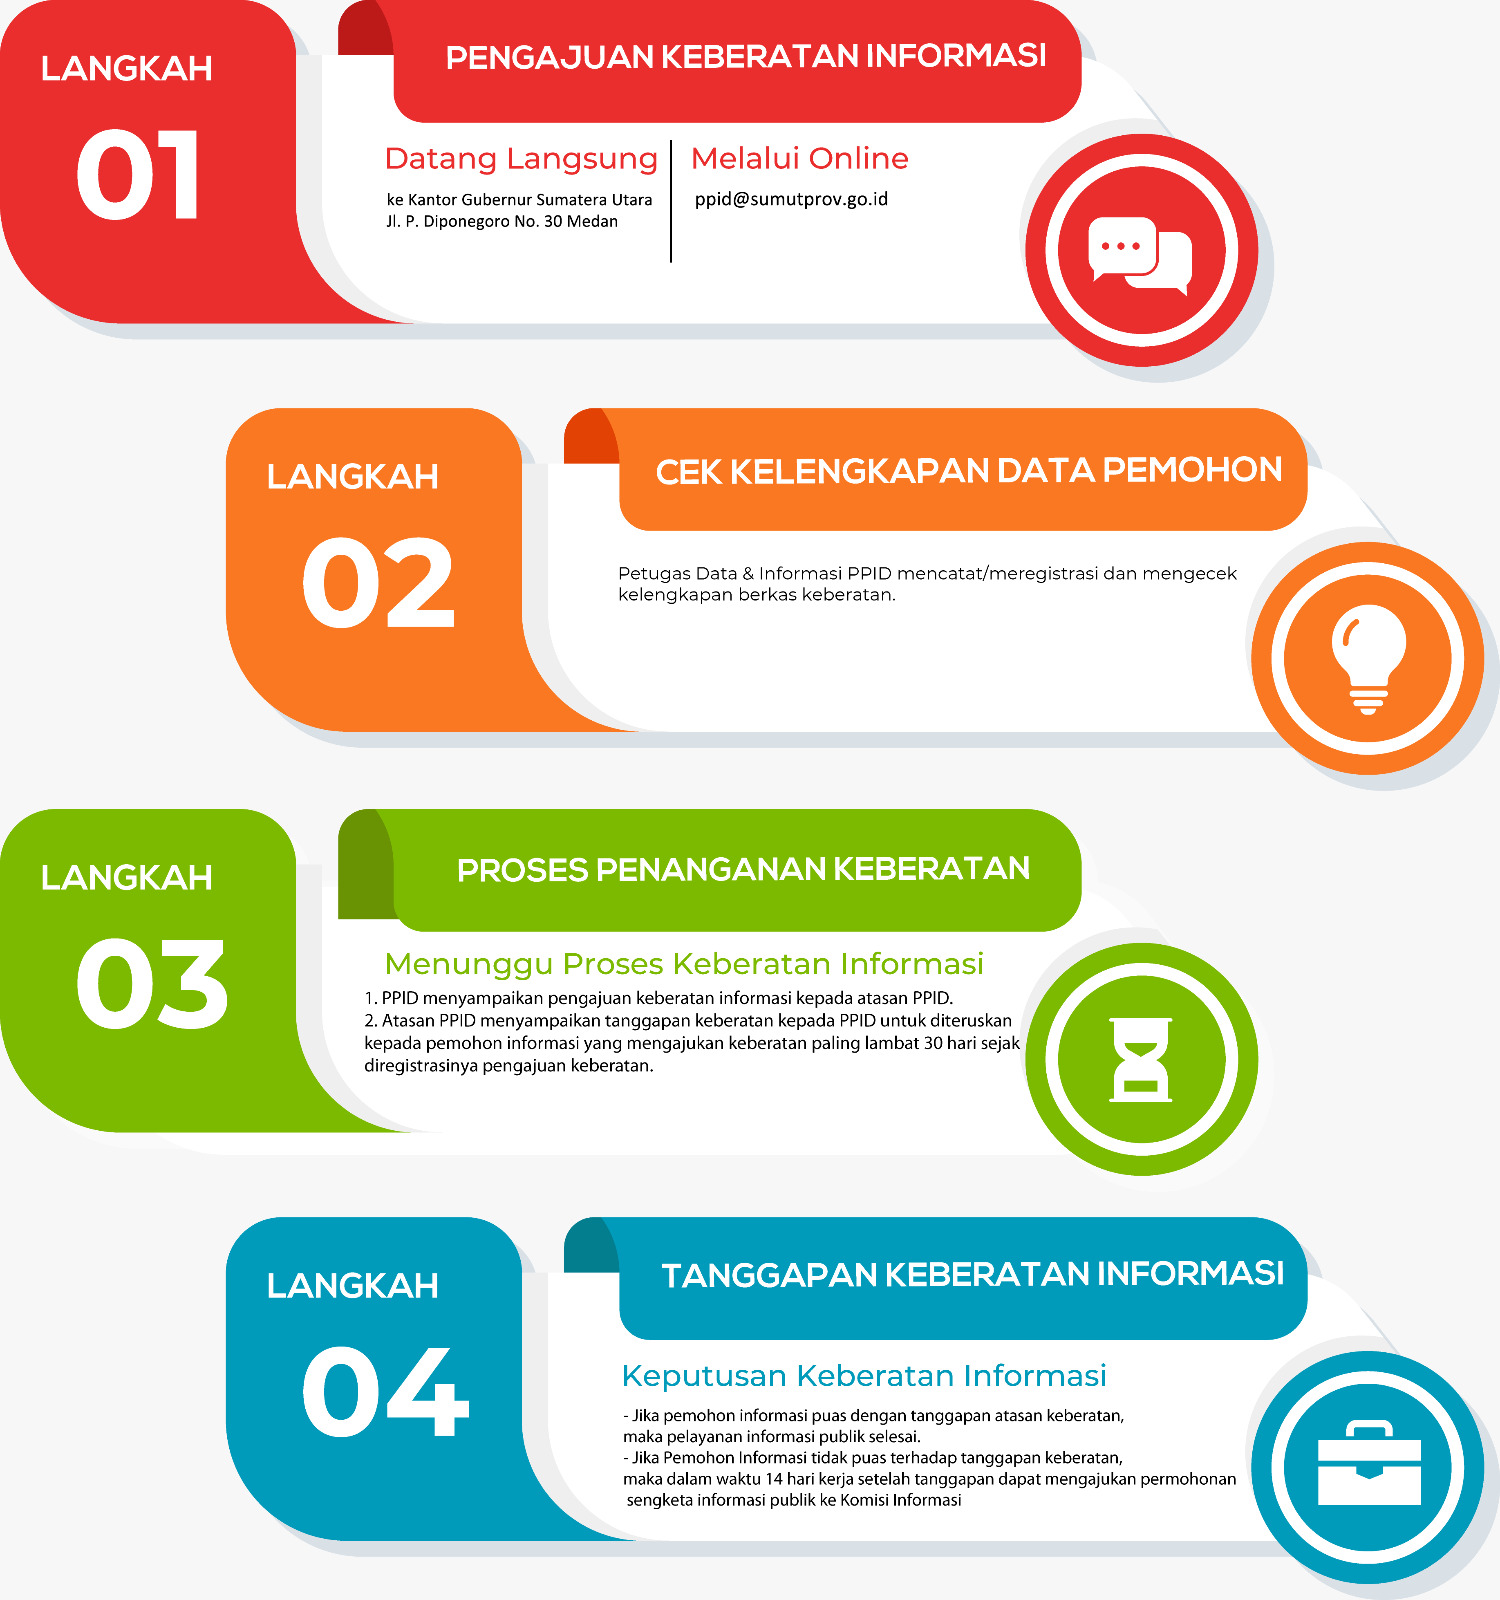 LANGKAH
01
PENGAJUAN KEBERATAN INFORMASI
Datang Langsung
ke Kantor Gubernur Sumatera Utara
Jl. P. Diponegoro No. 30 Medan
Melalui Online
ppid@sumutprov.go.id
LANGKAH
02
CEK KELENGKAPAN DATA PEMOHON
Petugas Data & Informasi PPID mencatat/meregistrasi dan mengecek
kelengkapan berkas keberatan.
LANGKAH
03
PROSES PENANGANAN KEBERATAN
Menunggu Proses Keberatan Informasi
1. PPID menyampaikan pengajuan keberatan informasi kepada atasan PPID.
2. Atasan PPID menyampaikan tanggapan keberatan kepada PPID untuk diteruskan
kepada pemohon informasi yang mengajukan keberatan paling lambat 30 hari sejak
diregistrasinya pengajuan keberatan.
LANGKAH
04
TANGGAPAN KEBERATAN INFORMASI
Keputusan Keberatan Informasi
- Jika pemohon informasi puas dengan tanggapan atasan keberatan,
maka pelayanan informasi publik selesai.
- Jika Pemohon Informasi tidak puas terhadap tanggapan keberatan,
maka dalam waktu 14 hari kerja setelah tanggapan dapat mengajukan permohonan
sengketa informasi publik ke Komisi Informasi